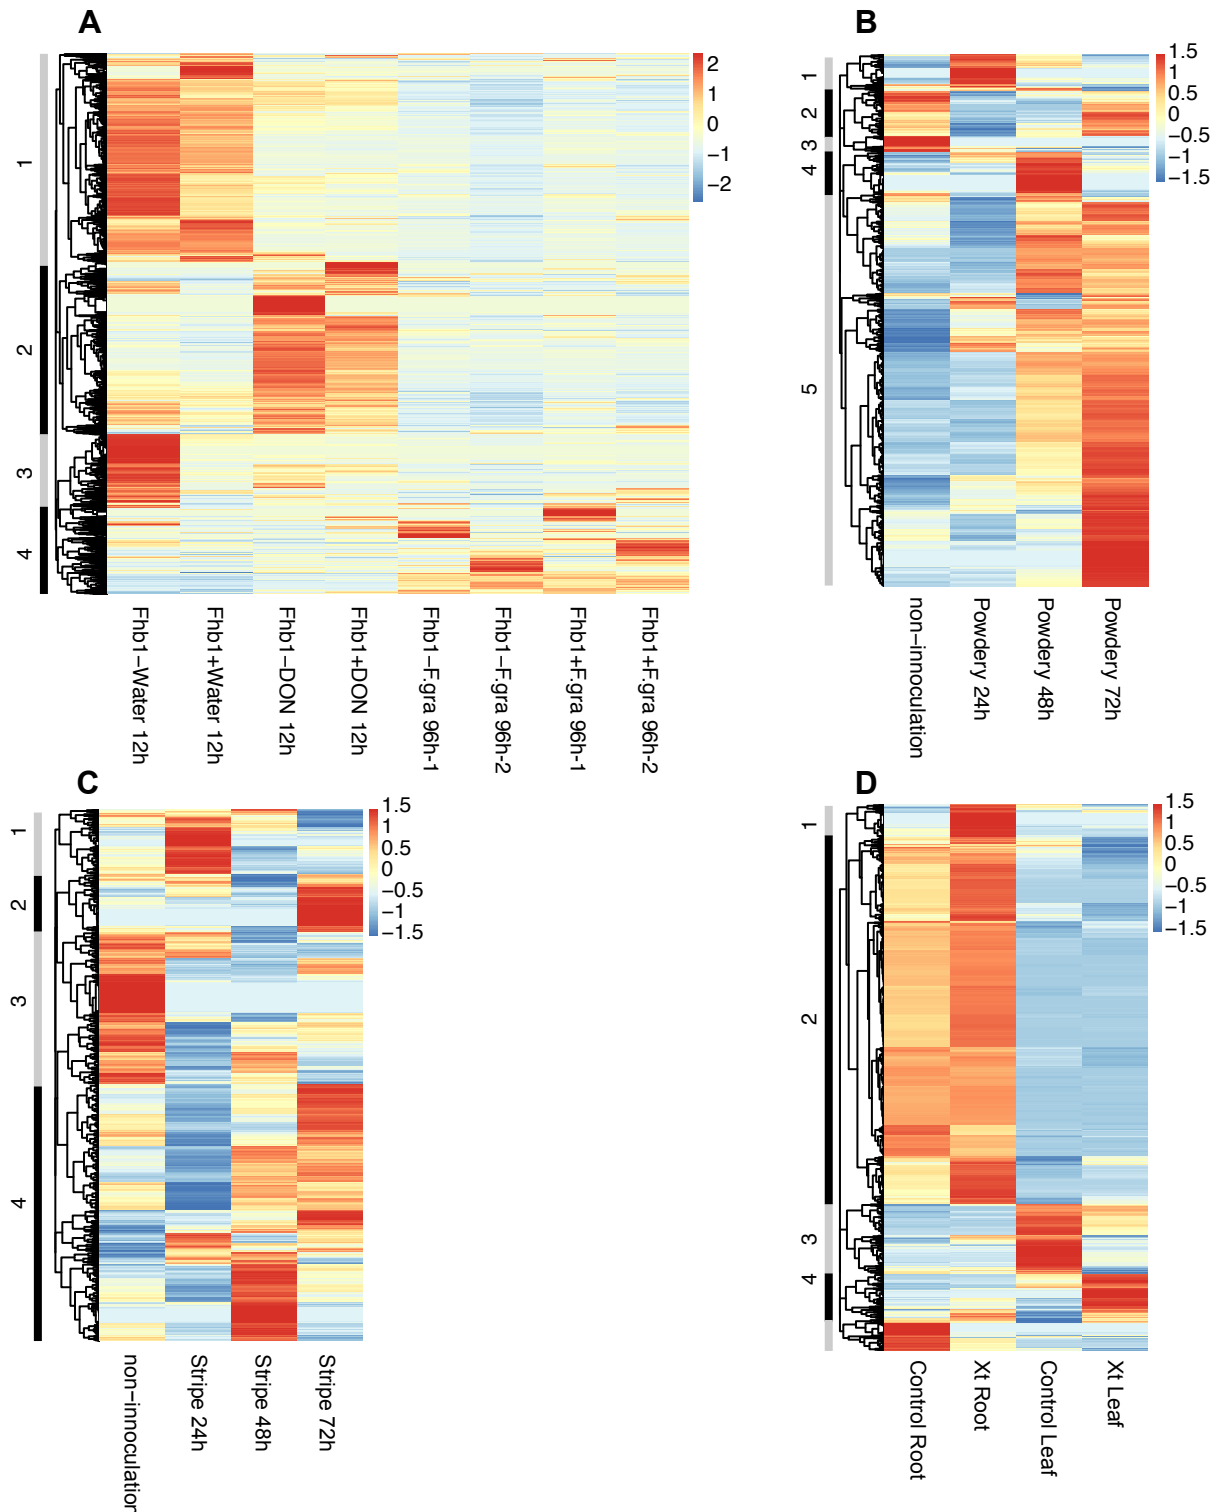 A
2
1
0
−1
−2
1
2
3
4
Fhb1−Water 12h
Fhb1+Water 12h
Fhb1−DON 12h
Fhb1+DON 12h
Fhb1−F.gra 96h-1
Fhb1−F.gra 96h-2
Fhb1+F.gra 96h-1
Fhb1+F.gra 96h-2
B
1.5
1
0.5
0
−0.5
−1
−1.5
1
2
3
4
5
non−innoculation
Powdery 24h
Powdery 48h
Powdery 72h
C
1.5
1
0.5
0
−0.5
−1
−1.5
1
2
3
4
non−innoculation
Stripe 24h
Stripe 48h
Stripe 72h
D
1.5
1
0.5
0
−0.5
−1
−1.5
1
2
3
4
Control Root
Xt Root
Control Leaf
Xt Leaf